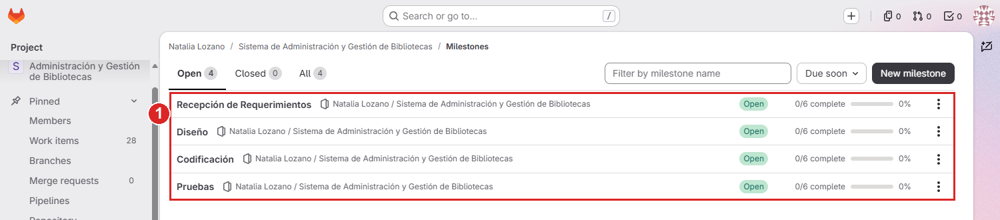 Search or go to... /
0 0 0
Project
S Administración y Gestión
de Bibliotecas
Pinned
Members
Work items 28
Branches
Merge requests 0
Pipelines
Repository
Natalia Lozano / Sistema de Administración y Gestión de Bibliotecas / Milestones
Open 4 Closed 0 All 4 Filter by milestone name Due soon New milestone
1
Recepción de Requerimientos Natalia Lozano / Sistema de Administración y Gestión de Bibliotecas Open 0/6 complete 0%
Diseño Natalia Lozano / Sistema de Administración y Gestión de Bibliotecas Open 0/6 complete 0%
Codificación Natalia Lozano / Sistema de Administración y Gestión de Bibliotecas Open 0/6 complete 0%
Pruebas Natalia Lozano / Sistema de Administración y Gestión de Bibliotecas Open 0/6 complete 0%